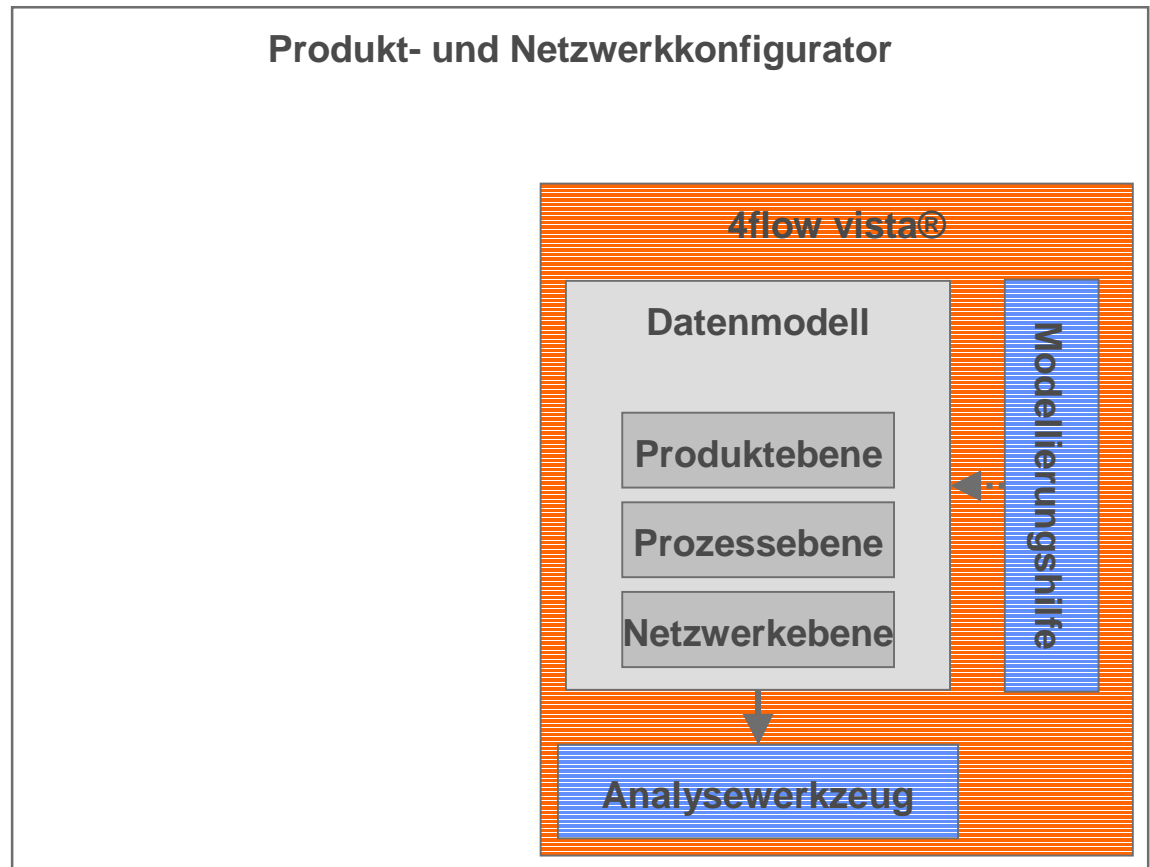 Produkt- und Netzwerkkonfigurator
4flow vista®
Datenmodell
Produktebene
Prozessebene
Netzwerkebene
Modellierungshilfe
Analysewerkzeug